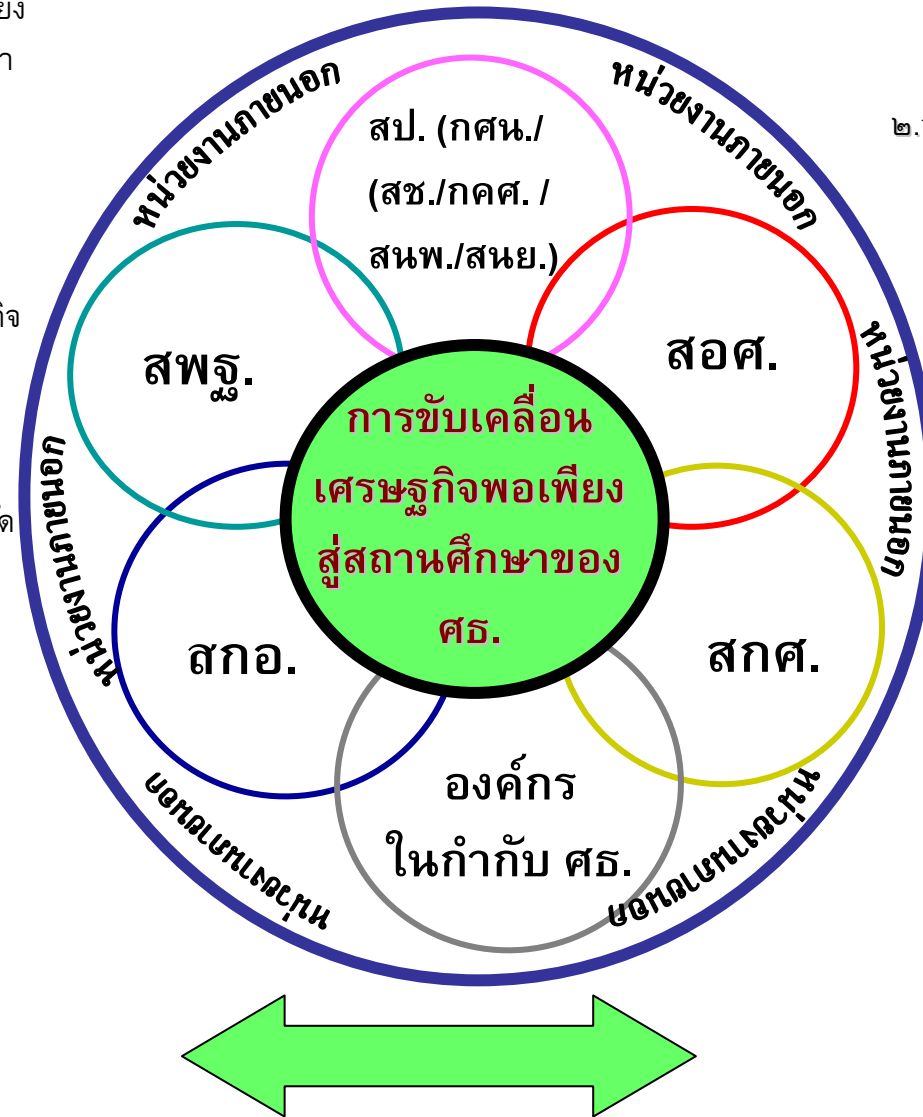 ยง
หน่วยงานภายนอก
หน่วยงานภายนอก
สป. (กศน./
(สช./กคศ. /
สนพ./สนย.)
๒.
สพฐ.
สอศ.
หน่วยงานภายนอก
การขับเคลื่อน
เศรษฐกิจพอเพียง
สู่สถานศึกษาของ
ศธ.
หน่วยงานภายนอก
สกอ.
สกศ.
องค์กร
ในกำกับ ศธ.
หน่วยงานภายนอก
หน่วยงานภายนอก